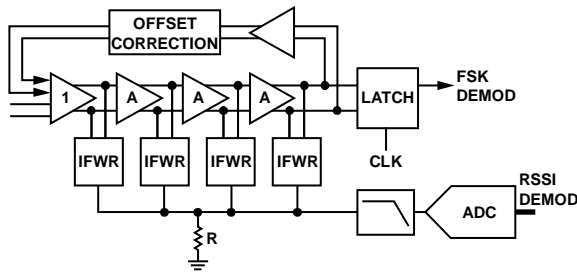 OFFSET
CORRECTION
1
A
A
A
LATCH
FSK
DEMOD
IFWR
IFWR
IFWR
IFWR
CLK
R
ADC
RSSI
DEMOD